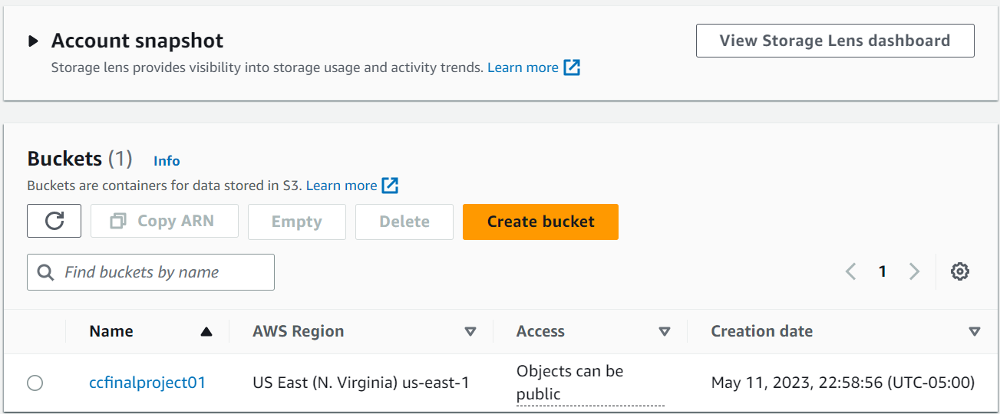 Account snapshot
View Storage Lens dashboard
Storage lens provides visibility into storage usage and activity trends. Learn more
Buckets (1) Info
Buckets are containers for data stored in S3. Learn more
Copy ARN
Empty
Delete
Create bucket
Find buckets by name
1
Name
AWS Region
Access
Creation date
ccfinalproject01
US East (N. Virginia) us-east-1
Objects can be
public
May 11, 2023, 22:58:56 (UTC-05:00)